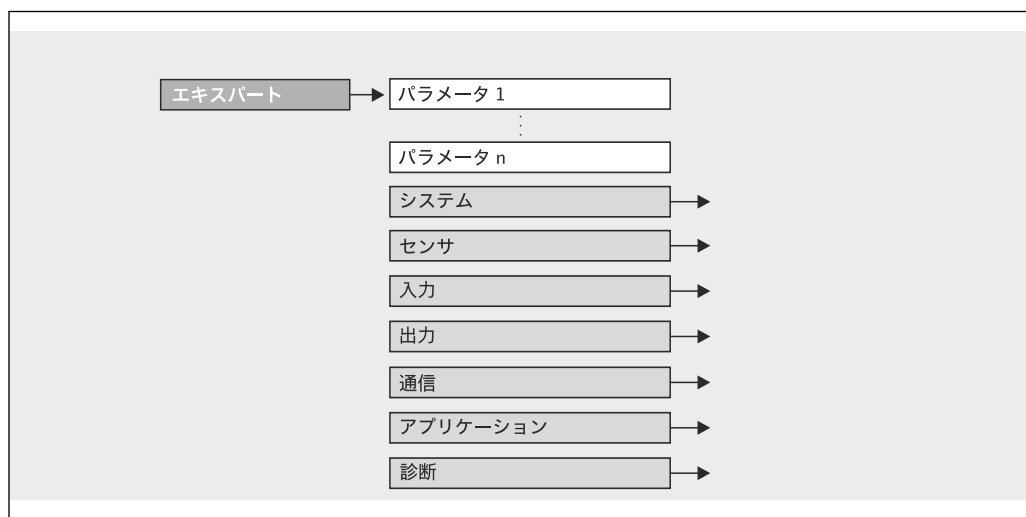 エキスパート
パラメータ 1
パラメータ n
システム
センサ
入力
出力
通信
アプリケーション
診断